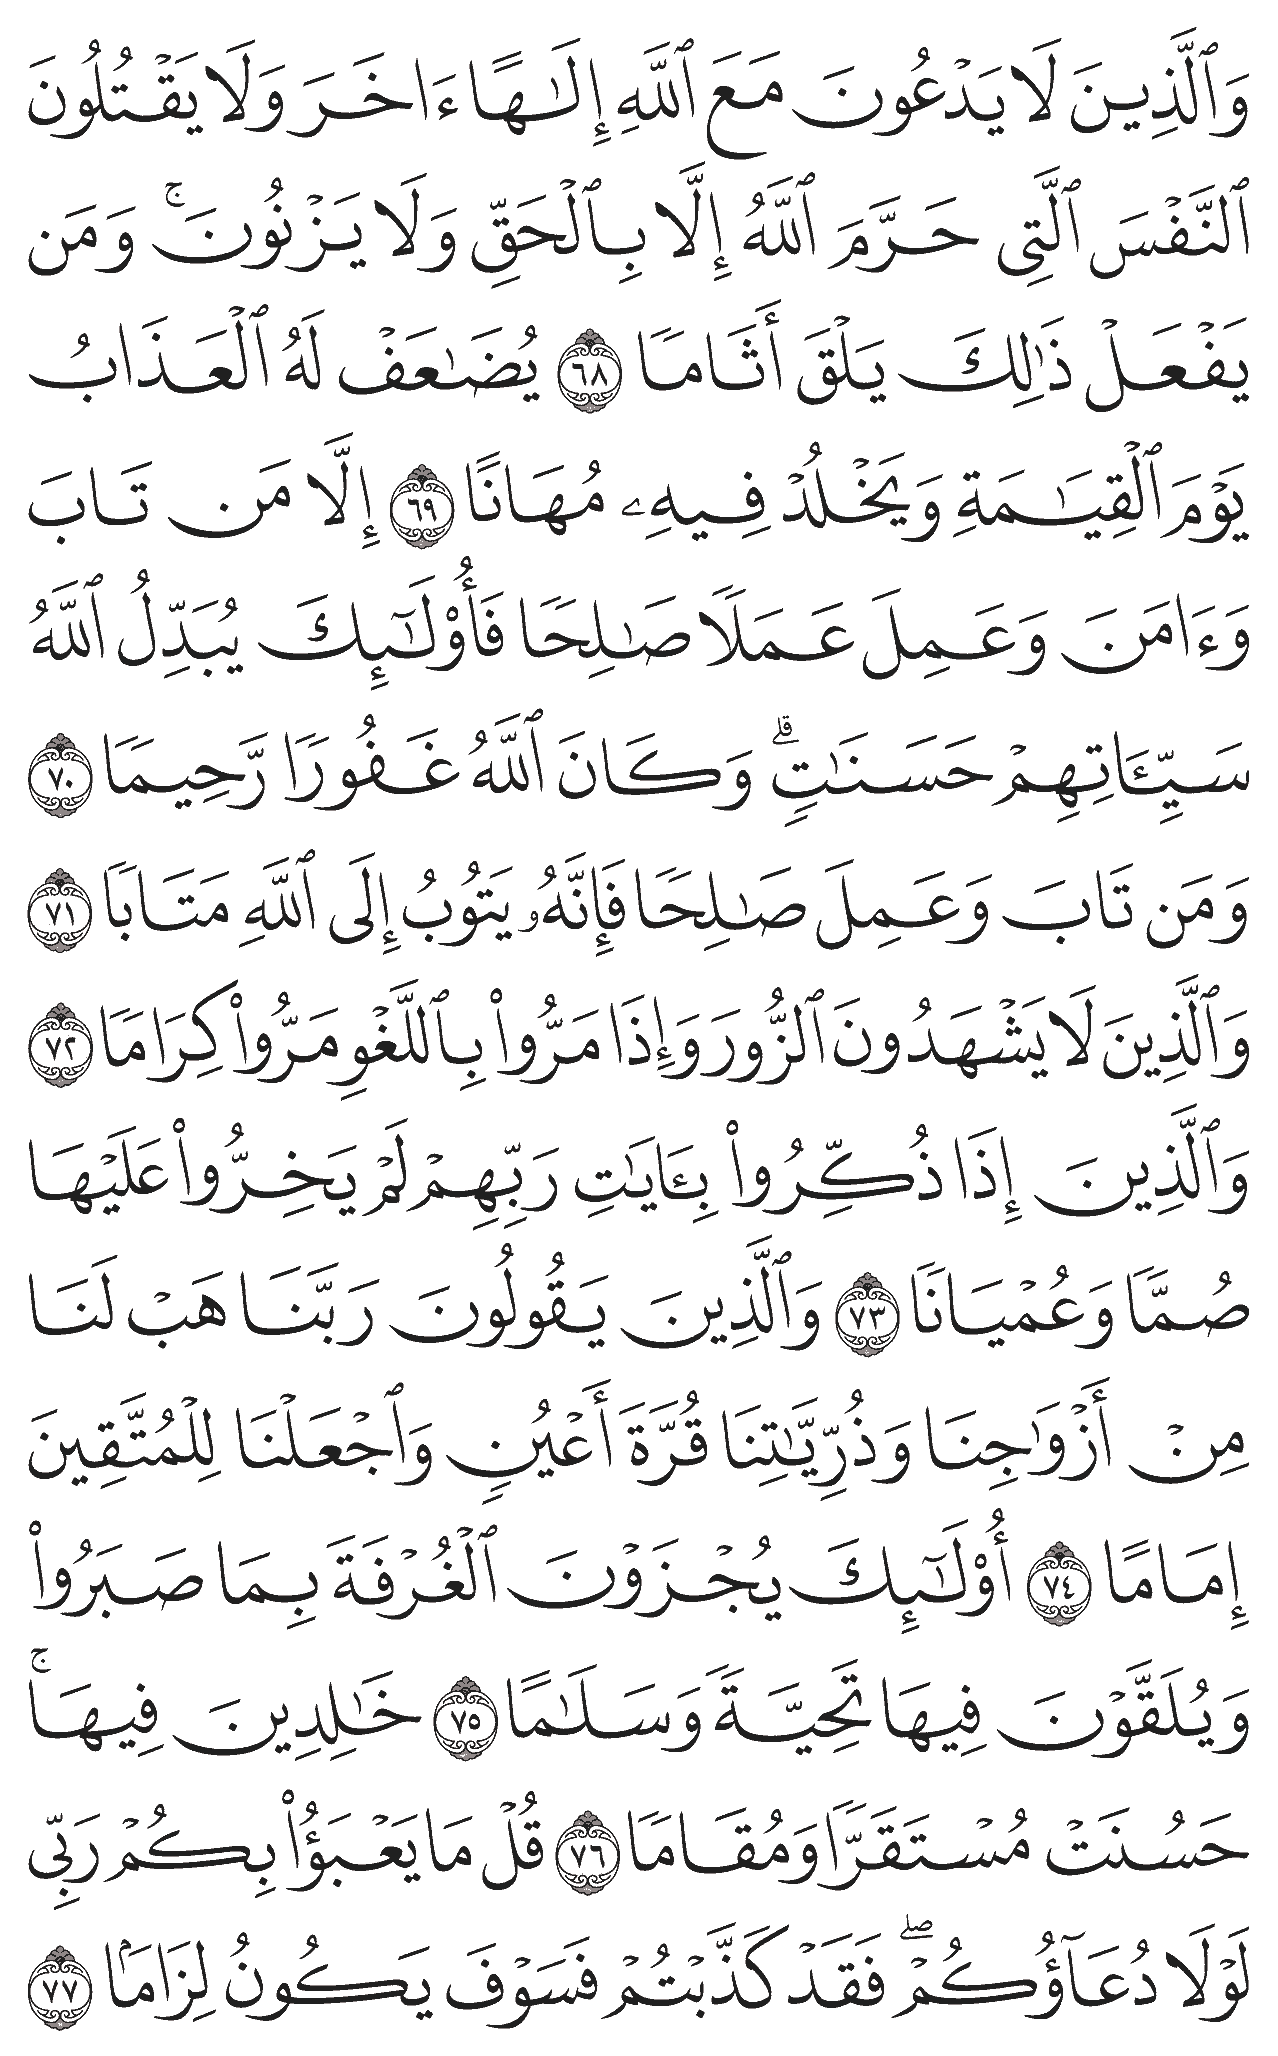 وَٱلَّذِينَ لَا يَدْعُونَ مَعَ ٱللَّهِ إِلَـٰهًا ءَاخَرَ وَلَا يَقْتُلُونَ
ٱلنَّفْسَ ٱلَّتِى حَرَّمَ ٱللَّهُ إِلَّا بِٱلْحَقِّ وَلَا يَزْنُونَ ۚ وَمَن
يَفْعَلْ ذَٰلِكَ يَلْقَ أَثَامًا ٦٨ يُضَـٰعَفْ لَهُ ٱلْعَذَابُ
يَوْمَ ٱلْقِيَـٰمَةِ وَيَخْلُدْ فِيهِۦ مُهَانًا ٦٩ إِلَّا مَن تَابَ
وَءَامَنَ وَعَمِلَ عَمَلًا صَـٰلِحًا فَأُو۟لَـٰٓئِكَ يُبَدِّلُ ٱللَّهُ
سَيِّـَٔاتِهِمْ حَسَنَـٰتٍ ۗ وَكَانَ ٱللَّهُ غَفُورًا رَّحِيمًا ٧٠
وَمَن تَابَ وَعَمِلَ صَـٰلِحًا فَإِنَّهُۥ يَتُوبُ إِلَى ٱللَّهِ مَتَابًا ٧١
وَٱلَّذِينَ لَا يَشْهَدُونَ ٱلزُّورَ وَإِذَا مَرُّوا۟ بِٱللَّغْوِ مَرُّوا۟ كِرَامًا ٧٢
وَٱلَّذِينَ إِذَا ذُكِّرُوا۟ بِـَٔايَـٰتِ رَبِّهِمْ لَمْ يَخِرُّوا۟ عَلَيْهَا
صُمًّا وَعُمْيَانًا ٧٣ وَٱلَّذِينَ يَقُولُونَ رَبَّنَا هَبْ لَنَا
مِنْ أَزْوَٰجِنَا وَذُرِّيَّـٰتِنَا قُرَّةَ أَعْيُنٍ وَٱجْعَلْنَا لِلْمُتَّقِينَ
إِمَامًا ٧٤ أُو۟لَـٰٓئِكَ يُجْزَوْنَ ٱلْغُرْفَةَ بِمَا صَبَرُوا۟
وَيُلَقَّوْنَ فِيهَا تَحِيَّةً وَسَلَـٰمًا ٧٥ خَـٰلِدِينَ فِيهَا ۚ
حَسُنَتْ مُسْتَقَرًّا وَمُقَامًا ٧٦ قُلْ مَا يَعْبَؤُا۟ بِكُمْ رَبِّى
لَوْلَا دُعَآؤُكُمْ ۖ فَقَدْ كَذَّبْتُمْ فَسَوْفَ يَكُونُ لِزَامًۢا ٧٧